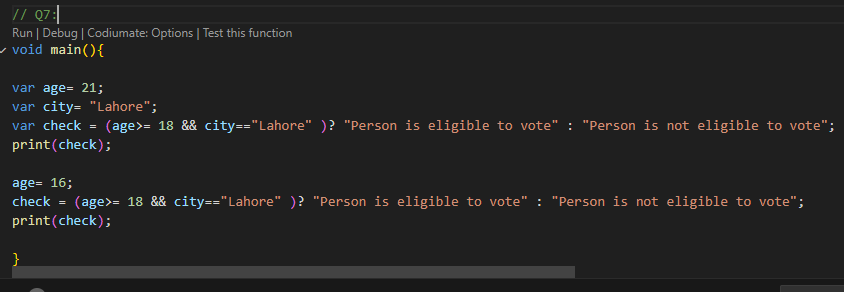 // Q7:
Run | Debug | Codiumate: Options | Test this function
void main(){
var age= 21;
var city= "Lahore";
var check = (age>= 18 && city=="Lahore" )? "Person is eligible to vote" : "Person is not eligible to vote";
print(check);
age= 16;
check = (age>= 18 && city=="Lahore" )? "Person is eligible to vote" : "Person is not eligible to vote";
print(check);
}